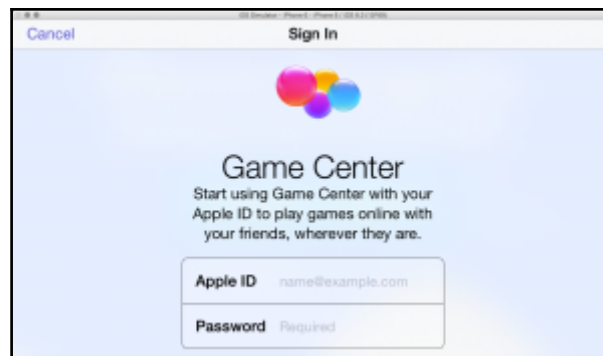 Cancel
Sign In
Game Center
Start using Game Center with your
Apple ID to play games online with
your friends, wherever they are.
Apple ID name@example.com
Password Required